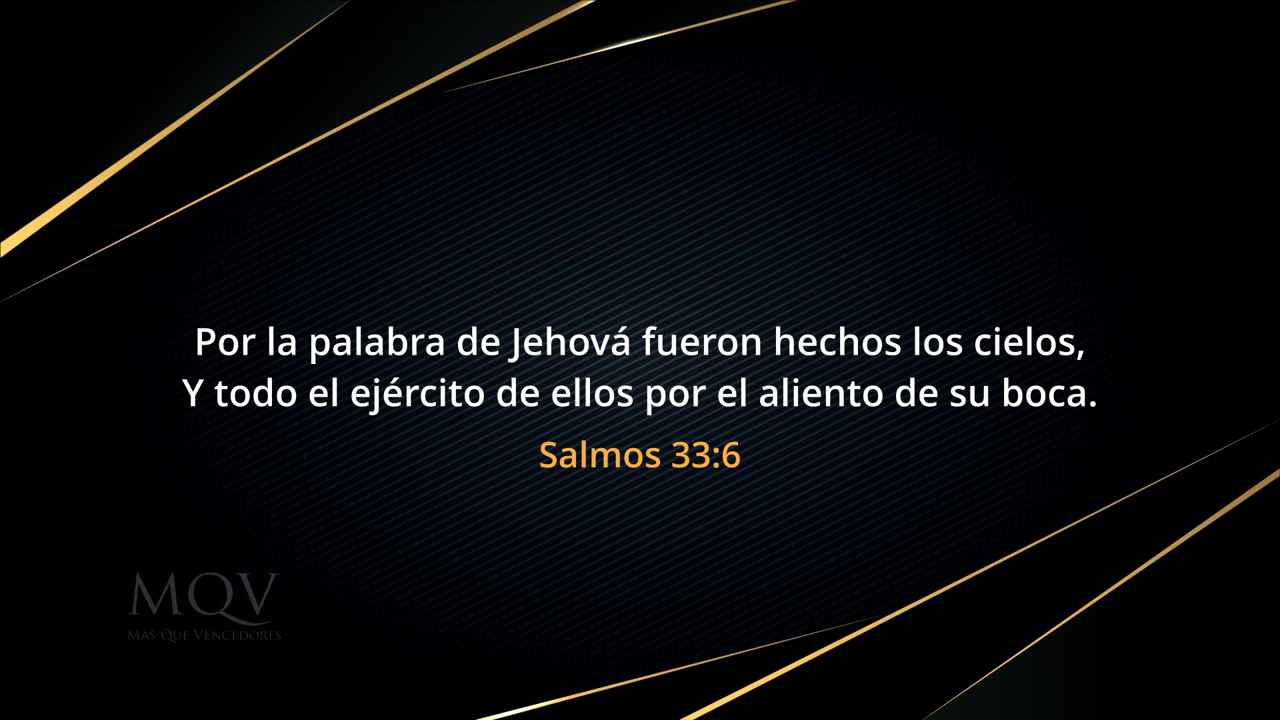 Por la palabra de Jehová fueron hechos los cielos,
Y todo el ejército de ellos por el aliento de su boca.
Salmos 33:6
MQV
Más Que Vencedores